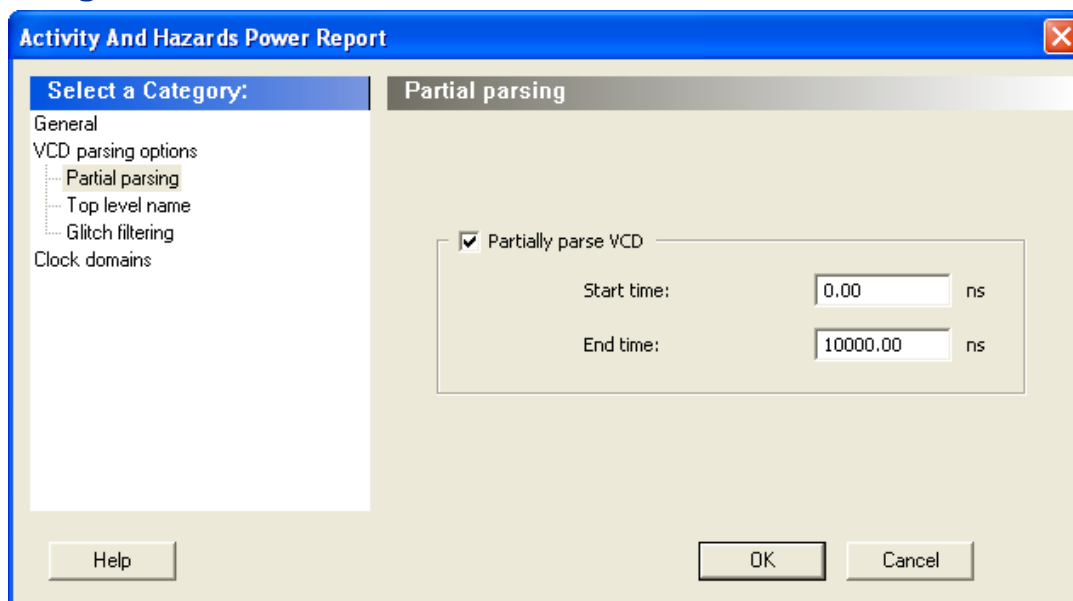 Activity And Hazards Power Report
Select a Category:
General
VCD parsing options
Partial parsing
Top level name
Glitch filtering
Clock domains
Partial parsing
Partially parse VCD
Start time: 0.00 ns
End time: 10000.00 ns
Help OK Cancel